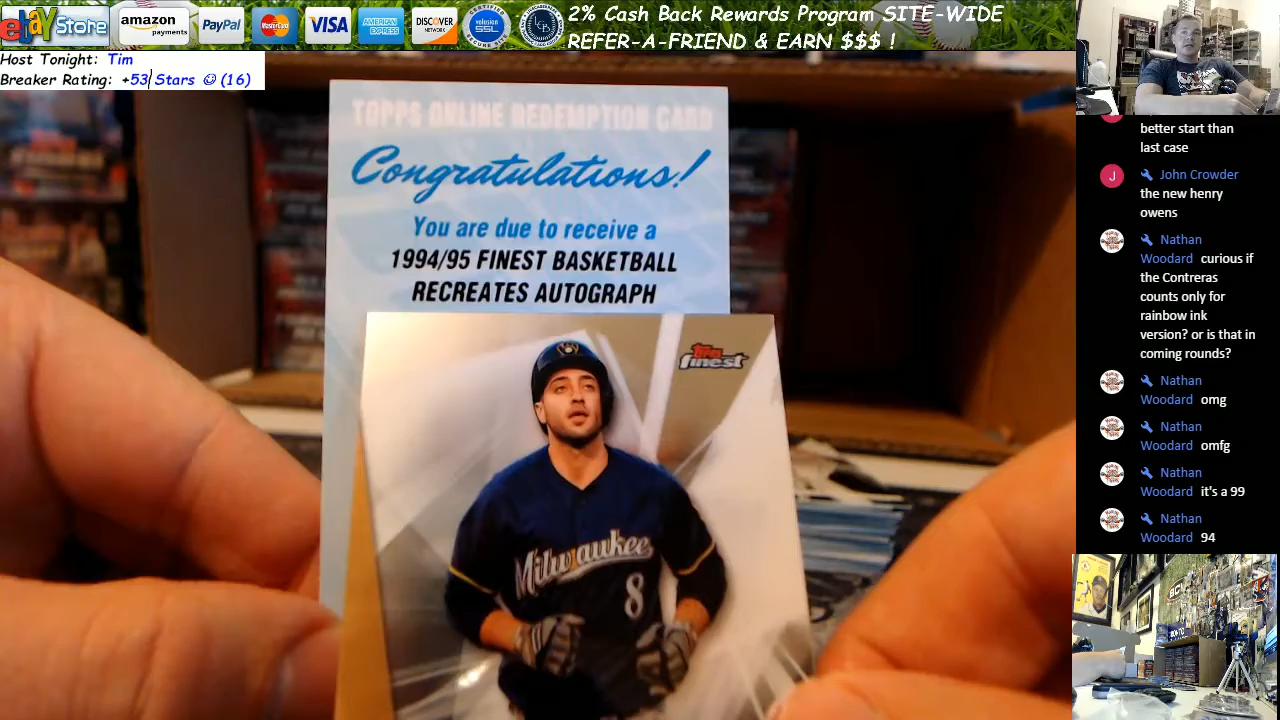 ebay Store
amazon
payments
PayPal
MasterCard
VISA
AMERICAN
EXPRESS
DISCOVER
NETWORK
SSL
2% Cash Back Rewards Program SITE-WIDE
REFER-A-FRIEND & EARN $$$ !
Host Tonight: Tim
Breaker Rating: +53 Stars ☺ (16)
TOPPS ONLINE REDEMPTION CARD
Congratulations!
You are due to receive a
1994/95 FINEST BASKETBALL
RECREATES AUTOGRAPH
Topps
finest
Milwaukee
8
better start than
last case
J
John Crowder
the new henry
owens
Nathan
Woodard curious if
the Contreras
counts only for
rainbow ink
version? or is that in
coming rounds?
Nathan
Woodard omg
Nathan
Woodard omfg
Nathan
Woodard it's a 99
Nathan
Woodard 94